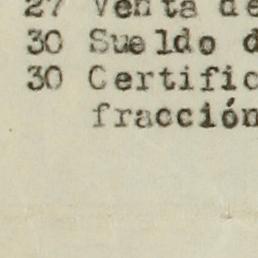 27 Venta de
30 Sueldo d
30 Certific
fracción